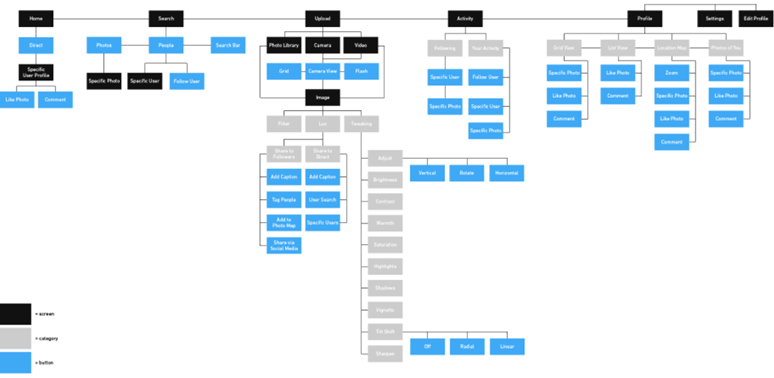 Home
Search
Upload
Activity
Profile
Settings
Edit Profile
Direct
Photos
People
Search Bar
Photo Library
Camera
Video
Following
Your Activity
Grid View
List View
Location Map
Photos of You
Specific
User Profile
Specific Photo
Specific User
Follow User
Grid
Camera View
Flash
Specific User
Follow User
Specific Photo
Like Photo
Zoom
Specific Photo
Like Photo
Comment
Image
Specific Photo
Specific User
Like Photo
Comment
Specific Photo
Like Photo
Filter
Lux
Tweaking
Specific Photo
Comment
Like Photo
Comment
Comment
Share to
Followers
Share to
Direct
Adjust
Add Caption
Add Caption
Vertical
Rotate
Horizontal
Brightness
Tag People
User Search
Contrast
Add to
Photo Map
Specific Users
Warmth
Share via
Social Media
Saturation
Highlights
Shadows
Vignette
Tilt Shift
Off
Radial
Linear
Sharpen
= screen
= category
= button